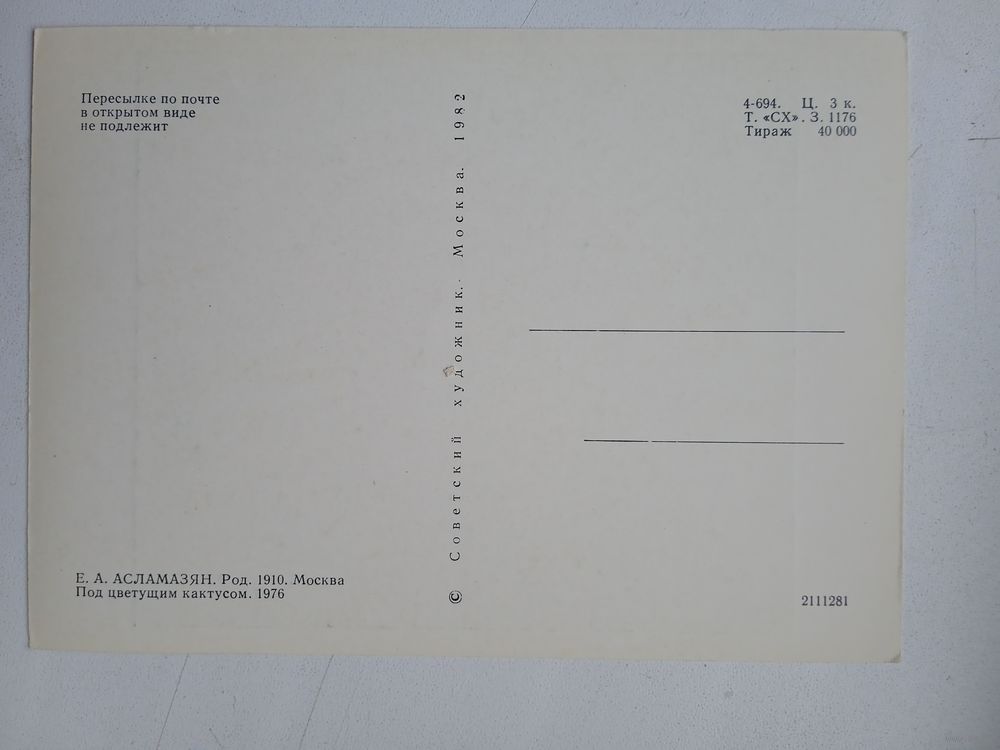 Пересылке по почте
в открытом виде
не подлежит
4-694. Ц. 3 к.
Т. «СХ». З. 1176
Тираж 40 000
© Советский художник. Москва. 1982
Е. А. АСЛАМАЗЯН. Род. 1910. Москва
Под цветущим кактусом. 1976
2111281